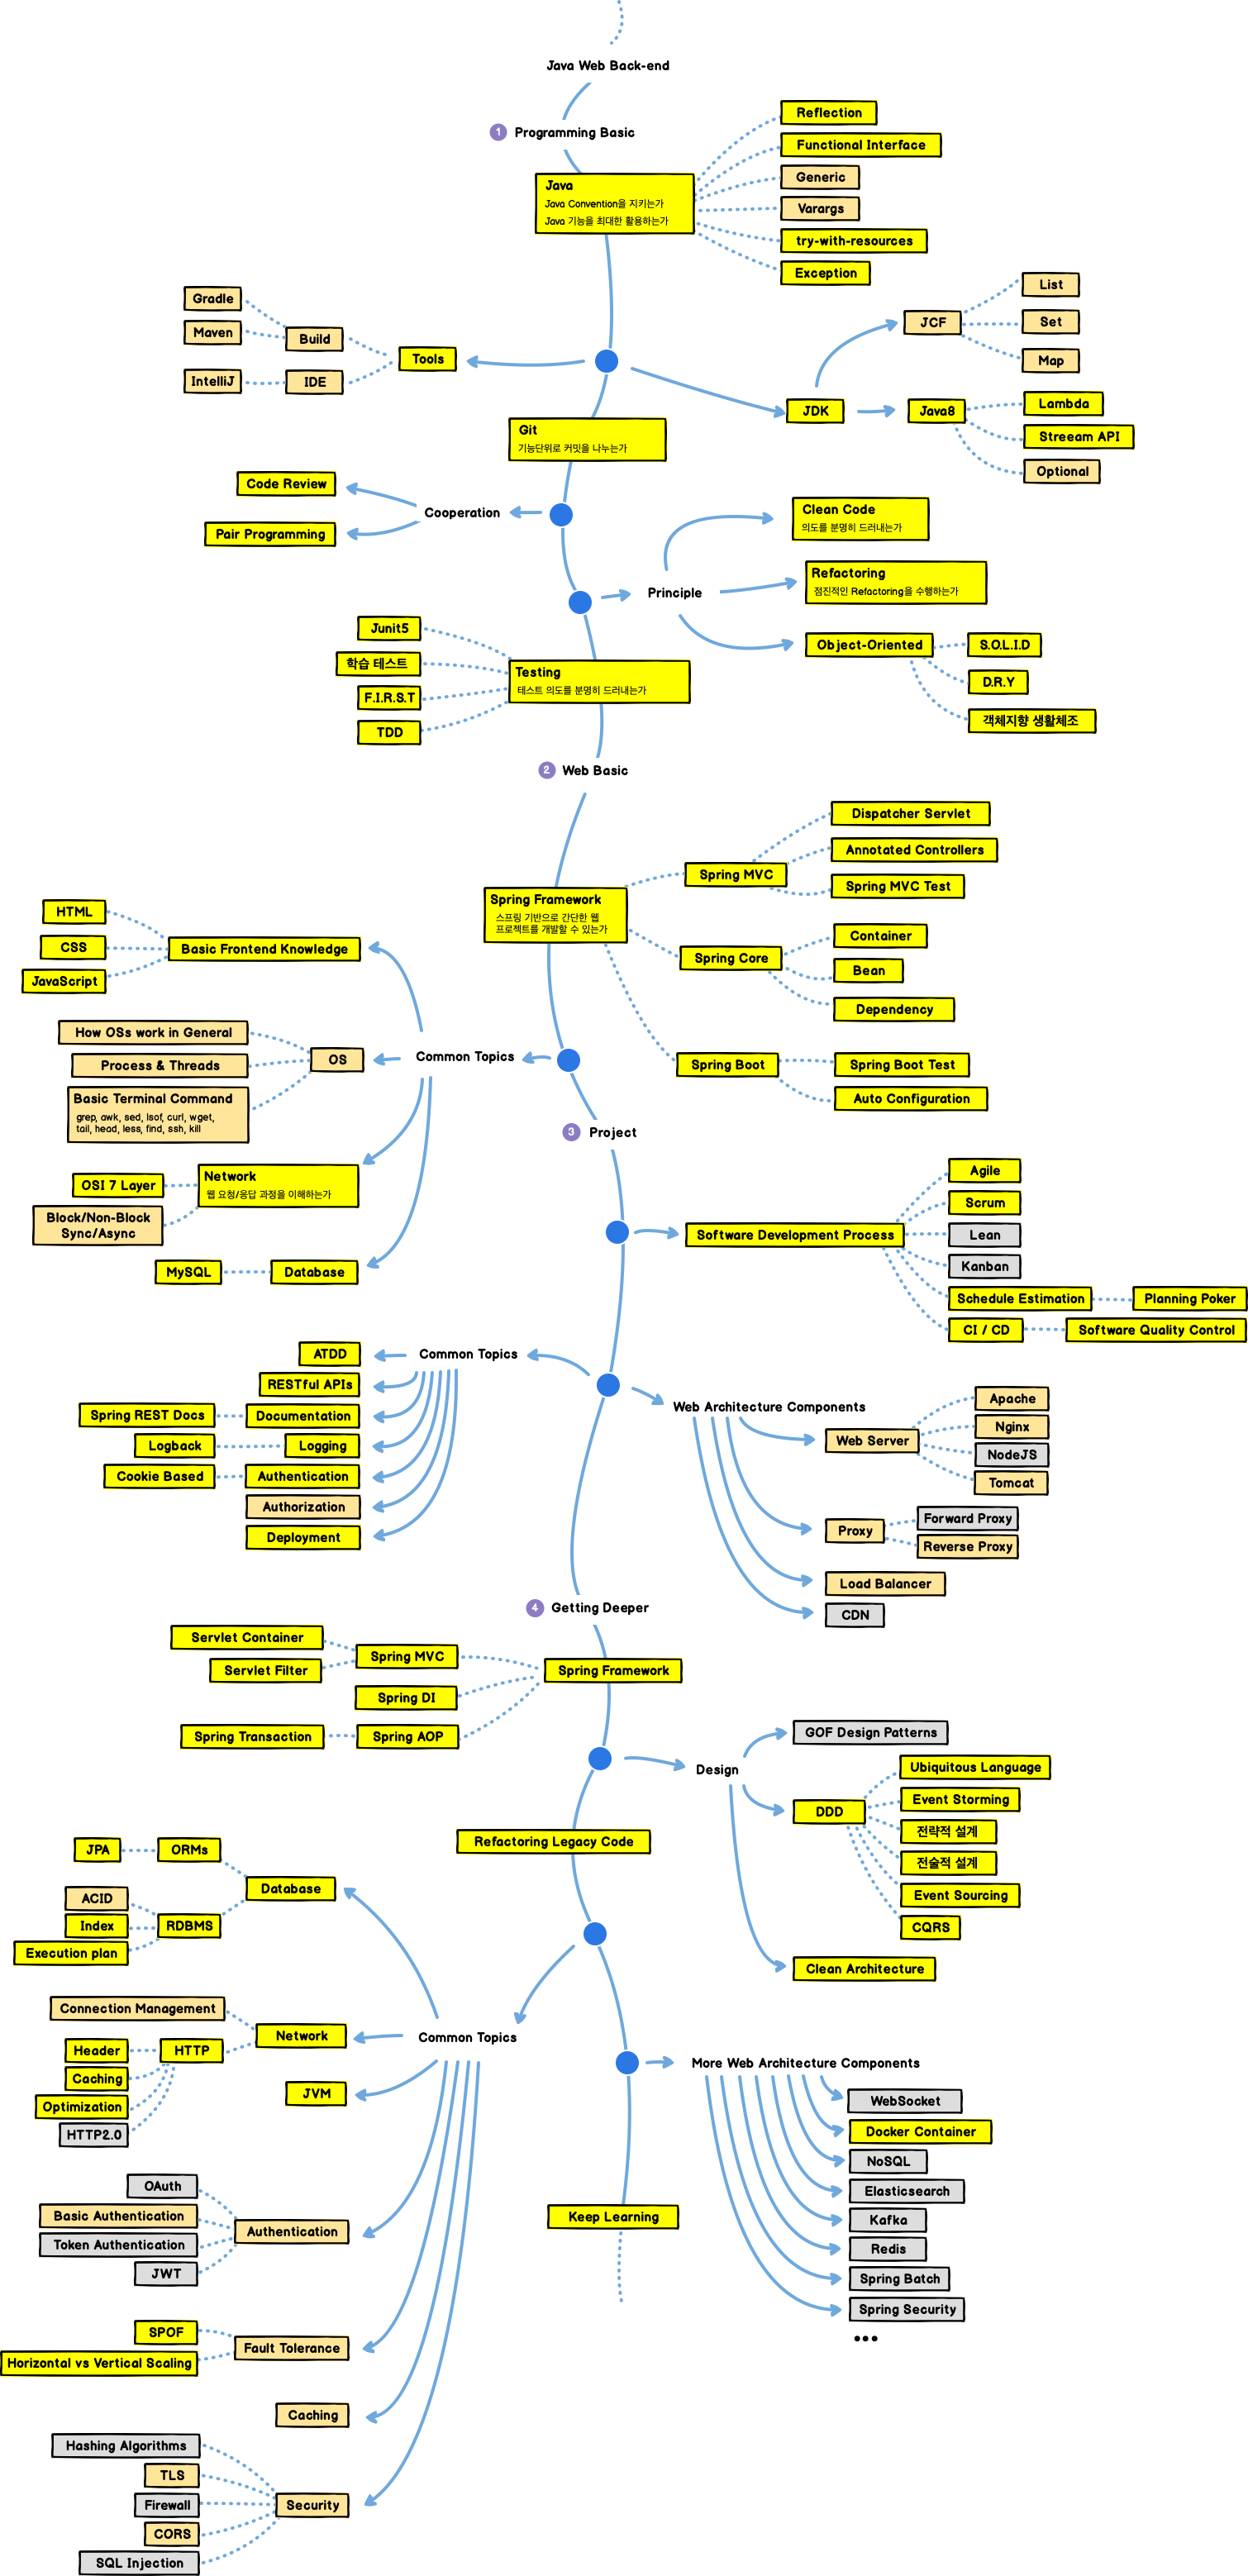 Java Web Back-end
1 Programming Basic
Java
Java Convention을 지키는가
Java 기능을 최대한 활용하는가
Reflection
Functional Interface
Generic
Varargs
try-with-resources
Exception
Gradle
Maven
Build
IntelliJ
IDE
Tools
JCF
List
Set
Map
JDK
Java8
Lambda
Streeam API
Optional
Git
기능단위로 커밋을 나누는가
Code Review
Cooperation
Pair Programming
Clean Code
의도를 분명히 드러내는가
Principle
Refactoring
점진적인 Refactoring을 수행하는가
Object-Oriented
S.O.L.I.D
D.R.Y
객체지향 생활체조
Junit5
학습 테스트
F.I.R.S.T
TDD
Testing
테스트 의도를 분명히 드러내는가
2 Web Basic
Spring Framework
스프링 기반으로 간단한 웹
프로젝트를 개발할 수 있는가
Spring MVC
Dispatcher Servlet
Annotated Controllers
Spring MVC Test
Spring Core
Container
Bean
Dependency
Spring Boot
Spring Boot Test
Auto Configuration
HTML
CSS
JavaScript
Basic Frontend Knowledge
How OSs work in General
Process & Threads
Basic Terminal Command
grep, awk, sed, lsof, curl, wget,
tail, head, less, find, ssh, kill
OS
Common Topics
Network
웹 요청/응답 과정을 이해하는가
OSI 7 Layer
Block/Non-Block
Sync/Async
MySQL
Database
3 Project
Software Development Process
Agile
Scrum
Lean
Kanban
Schedule Estimation
Planning Poker
CI / CD
Software Quality Control
Common Topics
ATDD
RESTful APIs
Spring REST Docs
Documentation
Logback
Logging
Cookie Based
Authentication
Authorization
Deployment
Web Architecture Components
Web Server
Apache
Nginx
NodeJS
Tomcat
Proxy
Forward Proxy
Reverse Proxy
Load Balancer
CDN
4 Getting Deeper
Spring Framework
Servlet Container
Servlet Filter
Spring MVC
Spring DI
Spring Transaction
Spring AOP
Design
GOF Design Patterns
DDD
Ubiquitous Language
Event Storming
전략적 설계
전술적 설계
Event Sourcing
CQRS
Clean Architecture
Refactoring Legacy Code
JPA
ORMs
Database
ACID
Index
Execution plan
RDBMS
Common Topics
Connection Management
Network
Header
HTTP
Caching
Optimization
HTTP2.0
JVM
OAuth
Basic Authentication
Token Authentication
JWT
Authentication
SPOF
Horizontal vs Vertical Scaling
Fault Tolerance
Caching
Hashing Algorithms
TLS
Firewall
CORS
SQL Injection
Security
More Web Architecture Components
WebSocket
Docker Container
NoSQL
Elasticsearch
Kafka
Redis
Spring Batch
Spring Security
•••
Keep Learning